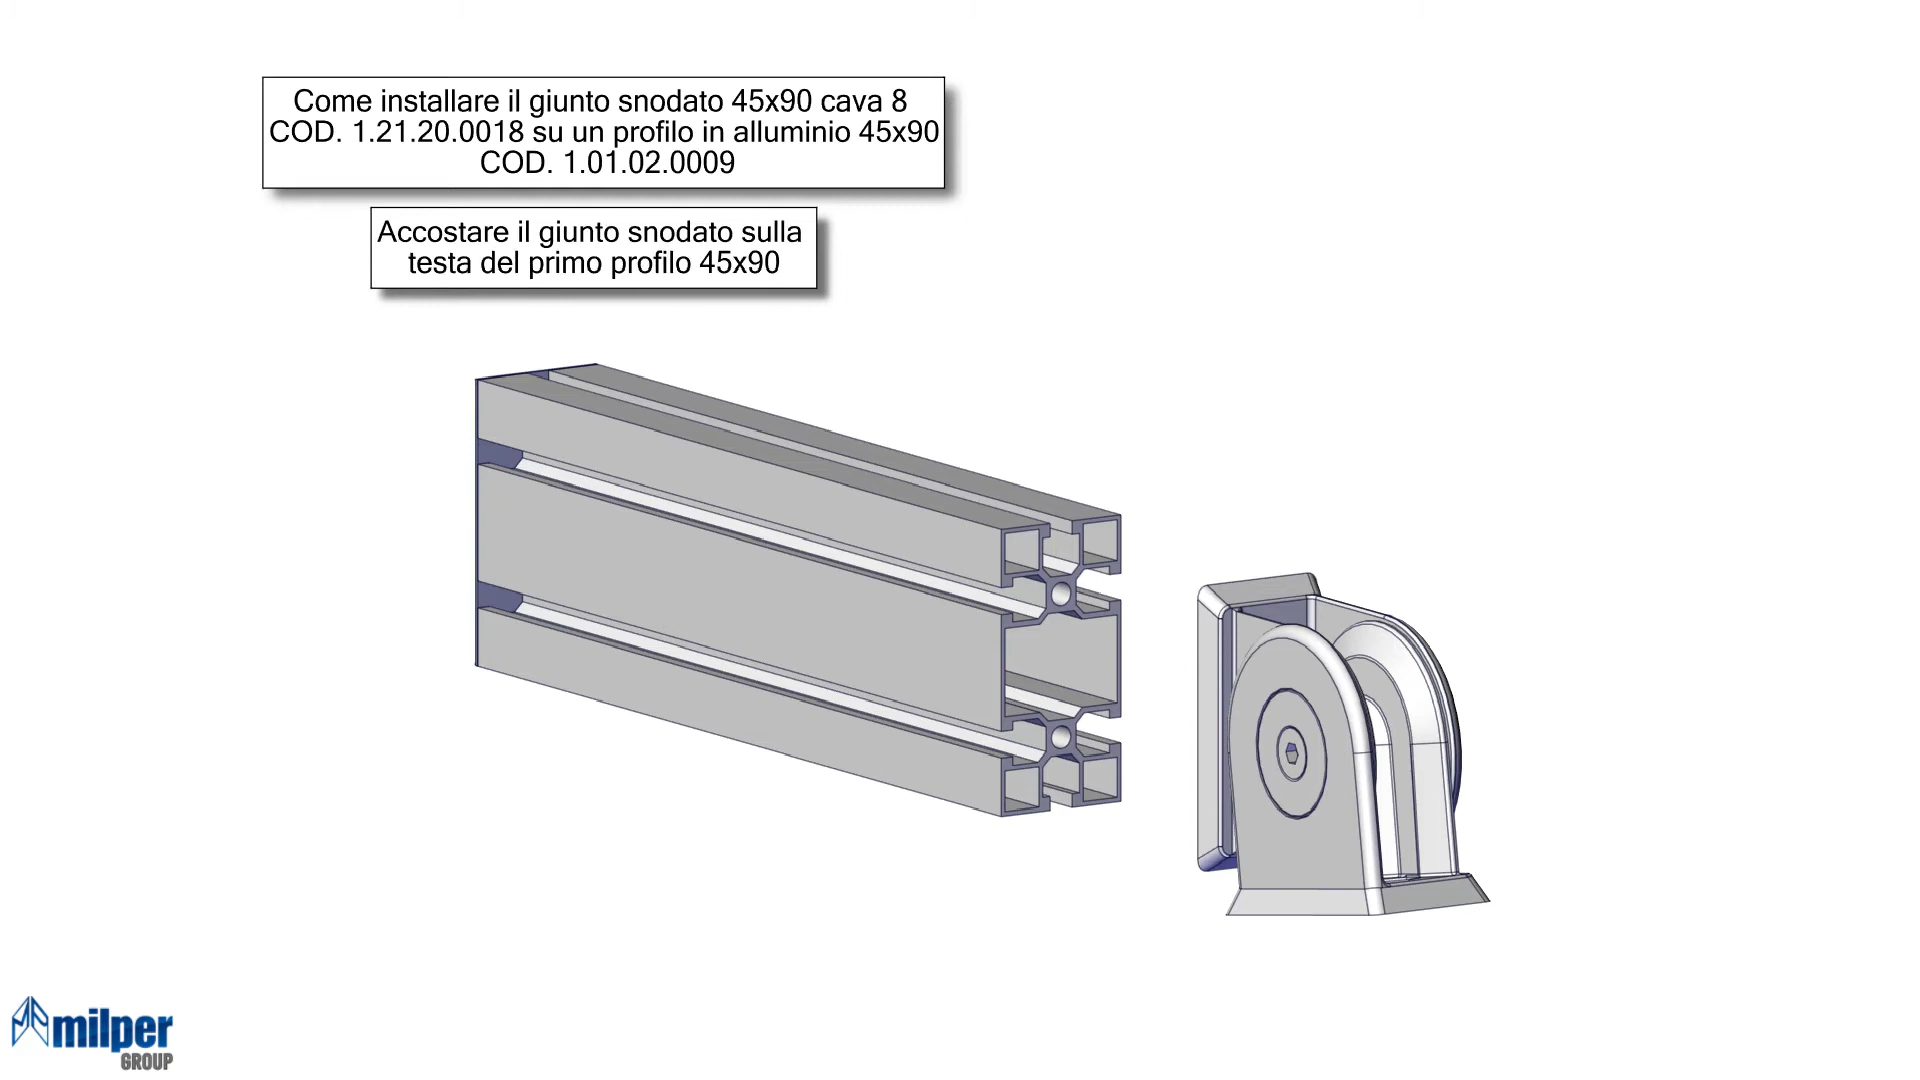 Come installare il giunto snodato 45x90 cava 8
COD. 1.21.20.0018 su un profilo in alluminio 45x90
COD. 1.01.02.0009
Accostare il giunto snodato sulla
testa del primo profilo 45x90
milper
GROUP